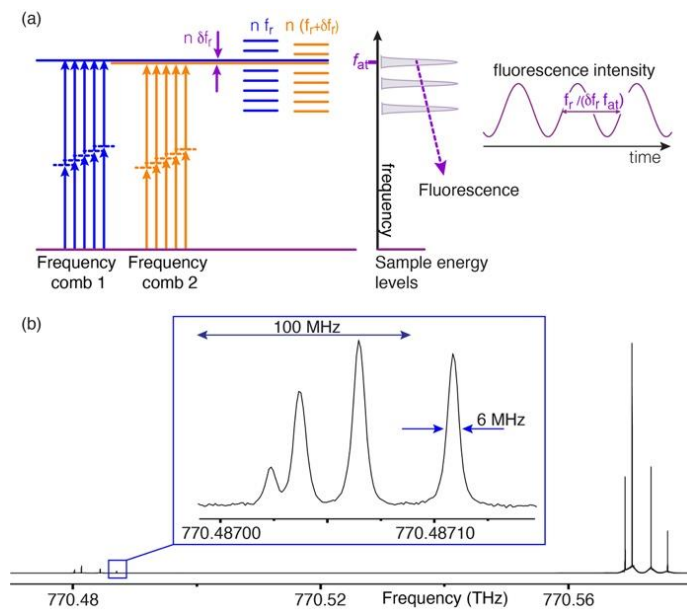 (a)
n δfᵣ
n fᵣ
n (fᵣ+δfᵣ)
fat
fluorescence intensity
fᵣ/(δfᵣ fat)
time
frequency
Fluorescence
Frequency
comb 1
Frequency
comb 2
Sample energy
levels
(b)
100 MHz
6 MHz
770.48700
770.48710
770.48
770.52
Frequency (THz)
770.56